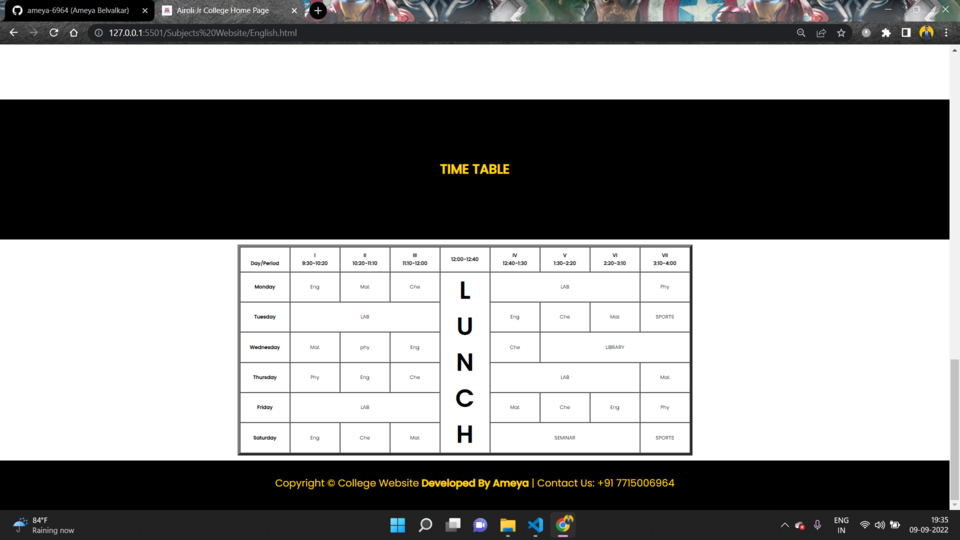 ameya-6964 (Ameya Belvalkar)
Airoli Jr College Home Page
127.0.0.1:5501/Subjects%20Website/English.html
TIME TABLE
Day/Period I 9:30-10:20 II 10:20-11:10 III 11:10-12:00 12:00-12:40 IV 12:40-1:30 V 1:30-2:20 VI 2:20-3:10 VII 3:10-4:00
Monday Eng Mat Che LAB Phy
Tuesday LAB Eng Che Mat SPORTS
Wednesday Mat phy Eng Che LIBRARY
Thursday Phy Eng Che LAB Mat
Friday LAB Mat Che Eng Phy
Saturday Eng Che Mat SEMINAR SPORTS
L
U
N
C
H
Copyright © College Website Developed By Ameya | Contact Us: +91 7715006964
84°F
Raining now
ENG
IN
19:35
09-09-2022